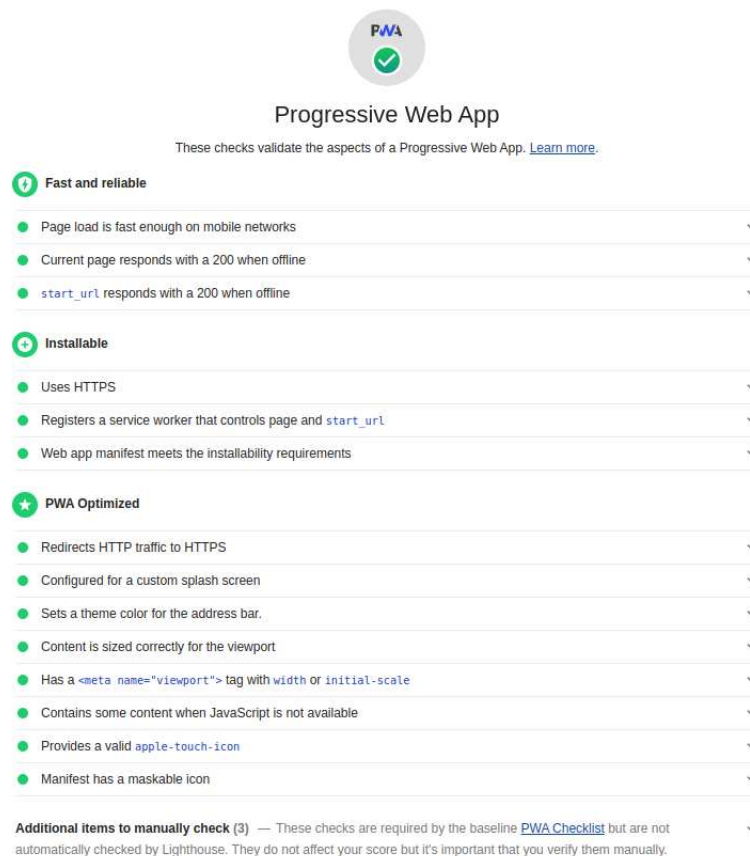 PWA
Progressive Web App
These checks validate the aspects of a Progressive Web App. Learn more.
Fast and reliable
Page load is fast enough on mobile networks
Current page responds with a 200 when offline
start_url responds with a 200 when offline
Installable
Uses HTTPS
Registers a service worker that controls page and start_url
Web app manifest meets the installability requirements
PWA Optimized
Redirects HTTP traffic to HTTPS
Configured for a custom splash screen
Sets a theme color for the address bar.
Content is sized correctly for the viewport
Has a <meta name="viewport"> tag with width or initial-scale
Contains some content when JavaScript is not available
Provides a valid apple-touch-icon
Manifest has a maskable icon
Additional items to manually check (3) — These checks are required by the baseline PWA Checklist but are not
automatically checked by Lighthouse. They do not affect your score but it's important that you verify them manually.